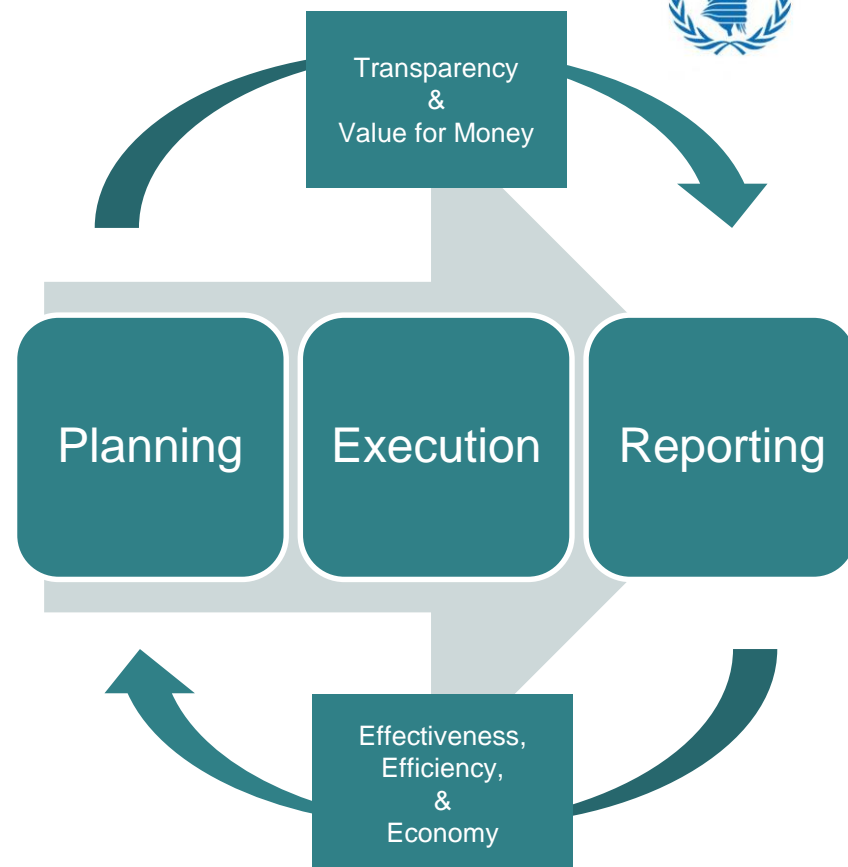 Transparency
&
Value for Money
Planning
Execution
Reporting
Effectiveness,
Efficiency,
&
Economy